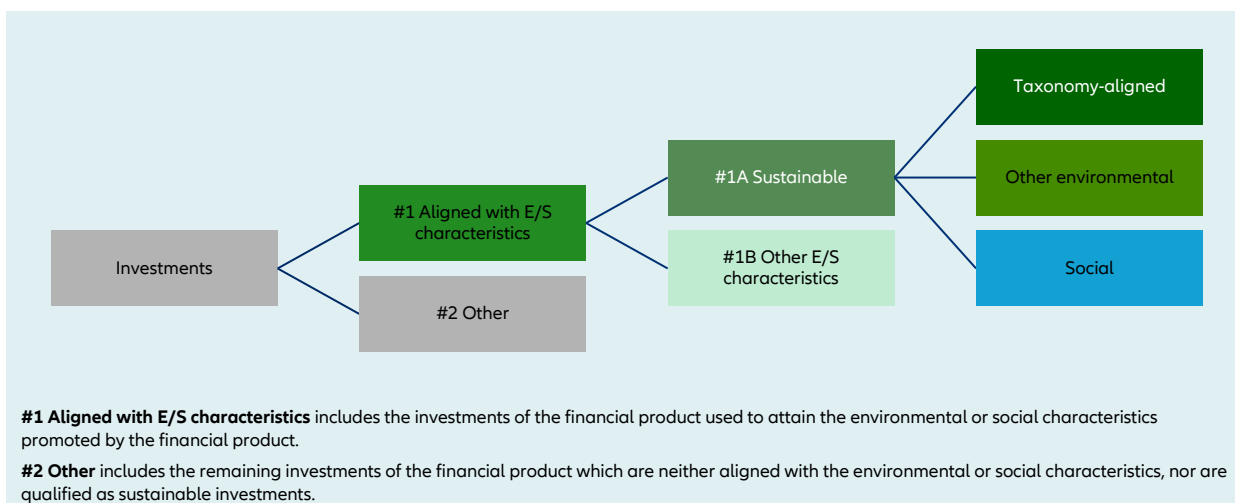 Taxonomy-aligned
#1A Sustainable
Other environmental
#1 Aligned with E/S
characteristics
#1B Other E/S
characteristics
Investments
Social
#2 Other
#1 Aligned with E/S characteristics includes the investments of the financial product used to attain the environmental or social characteristics
promoted by the financial product.
#2 Other includes the remaining investments of the financial product which are neither aligned with the environmental or social characteristics, nor are
qualified as sustainable investments.